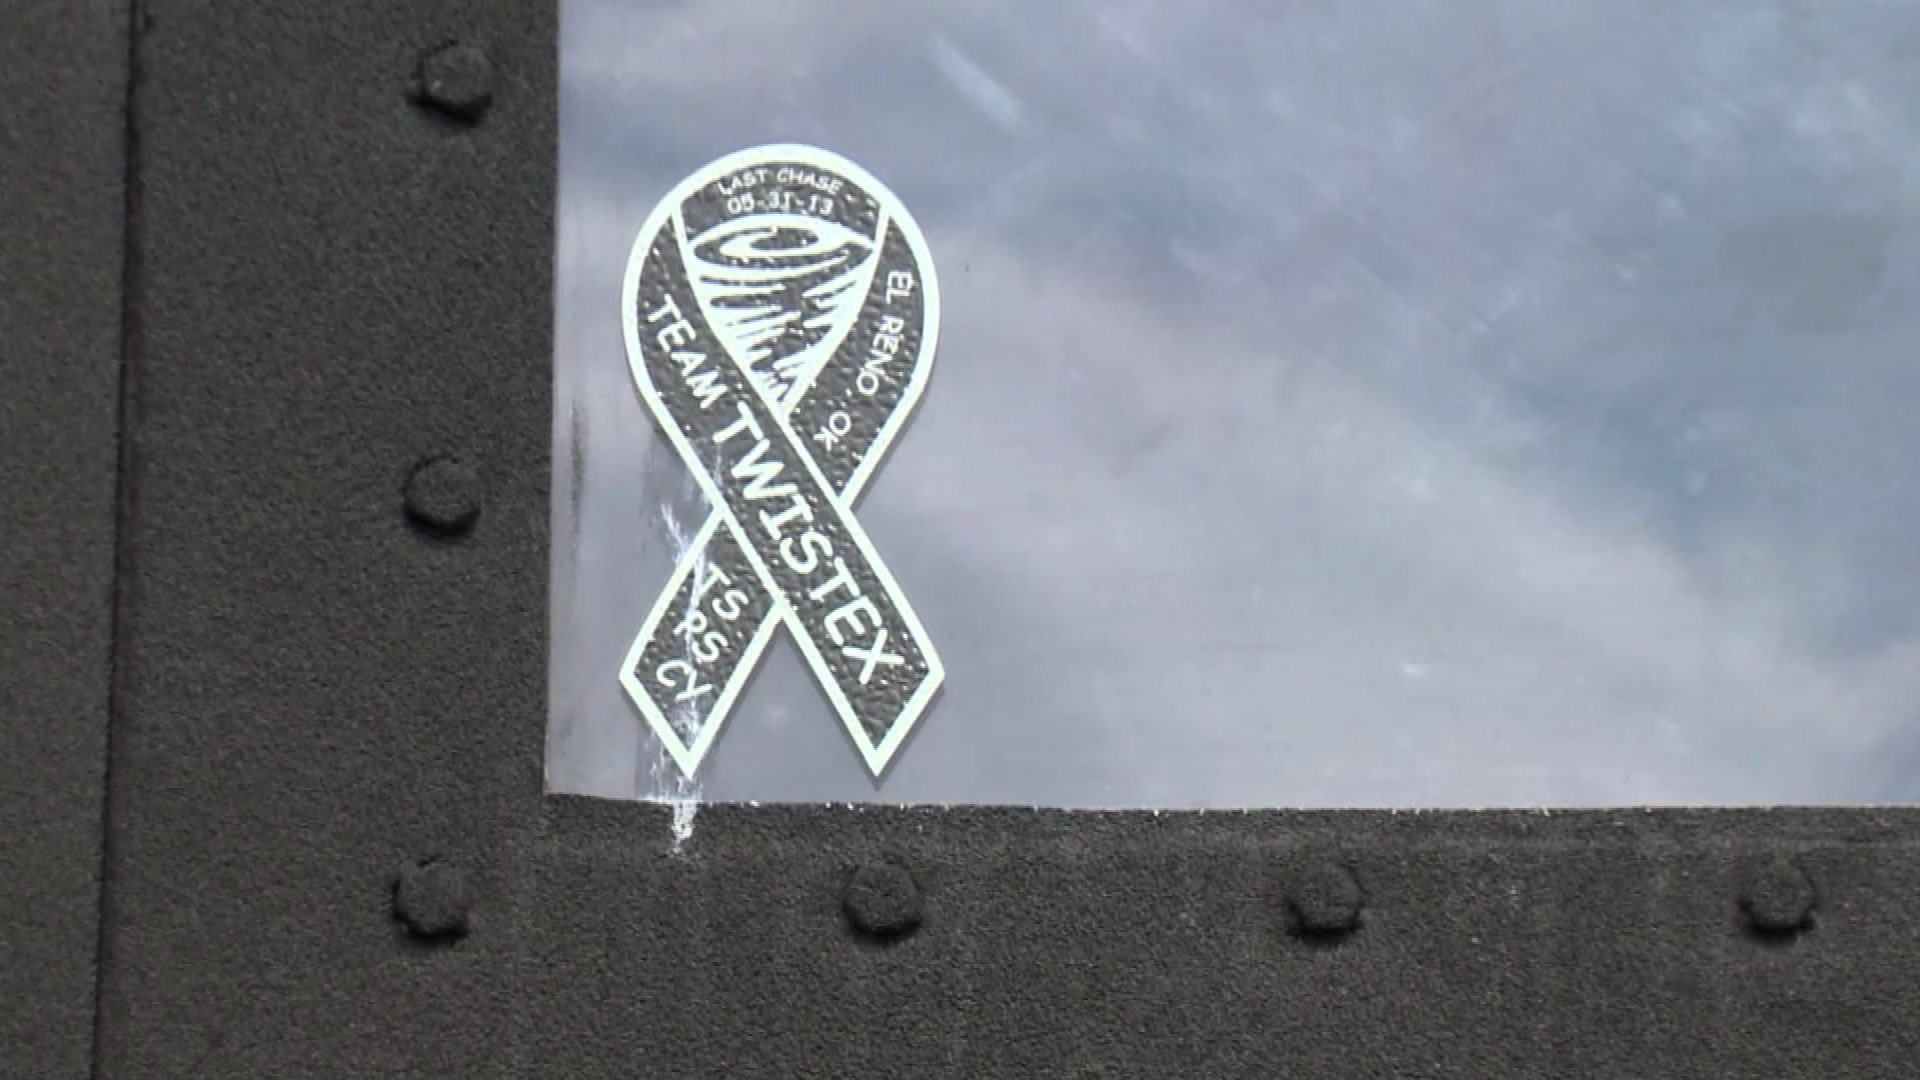 LAST CHASE
05-31-13
EL RENO OK
TEAM TWISTEX
TS
PS
CY